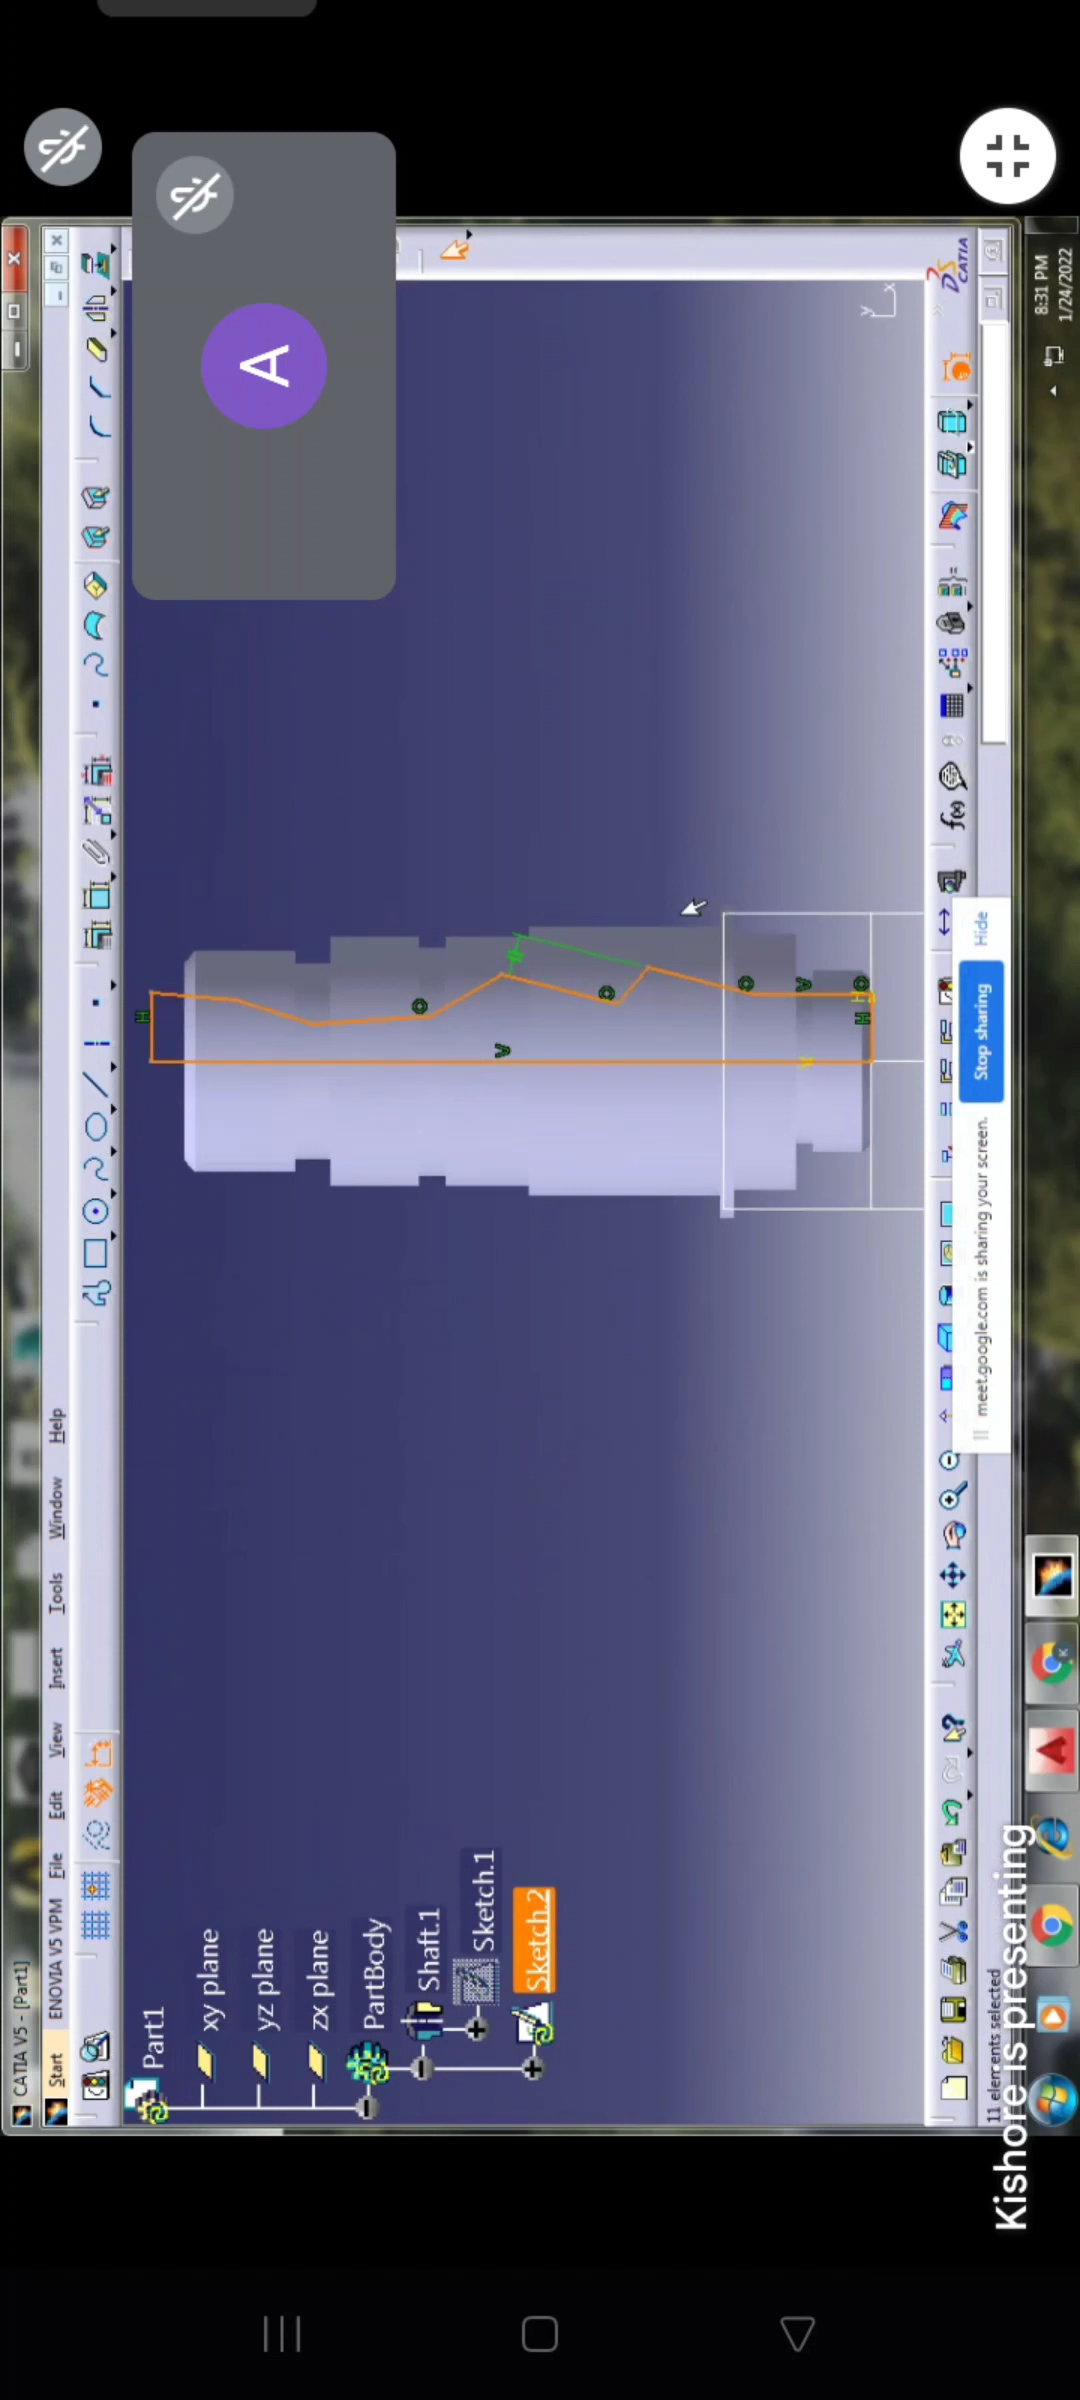 CATIA V5 - [Part1]
Start
ENOVIA V5 VPM
File
Edit
View
Insert
Tools
Window
Help
Part1
xy plane
yz plane
zx plane
PartBody
Shaft.1
Sketch.1
Sketch.2
A
H
V
V
H
H
V
y
x
f(x)
DS
CATIA
11 elements selected
meet.google.com is sharing your screen.
Stop sharing
Hide
K
8:31 PM
1/24/2022
Kishore is presenting